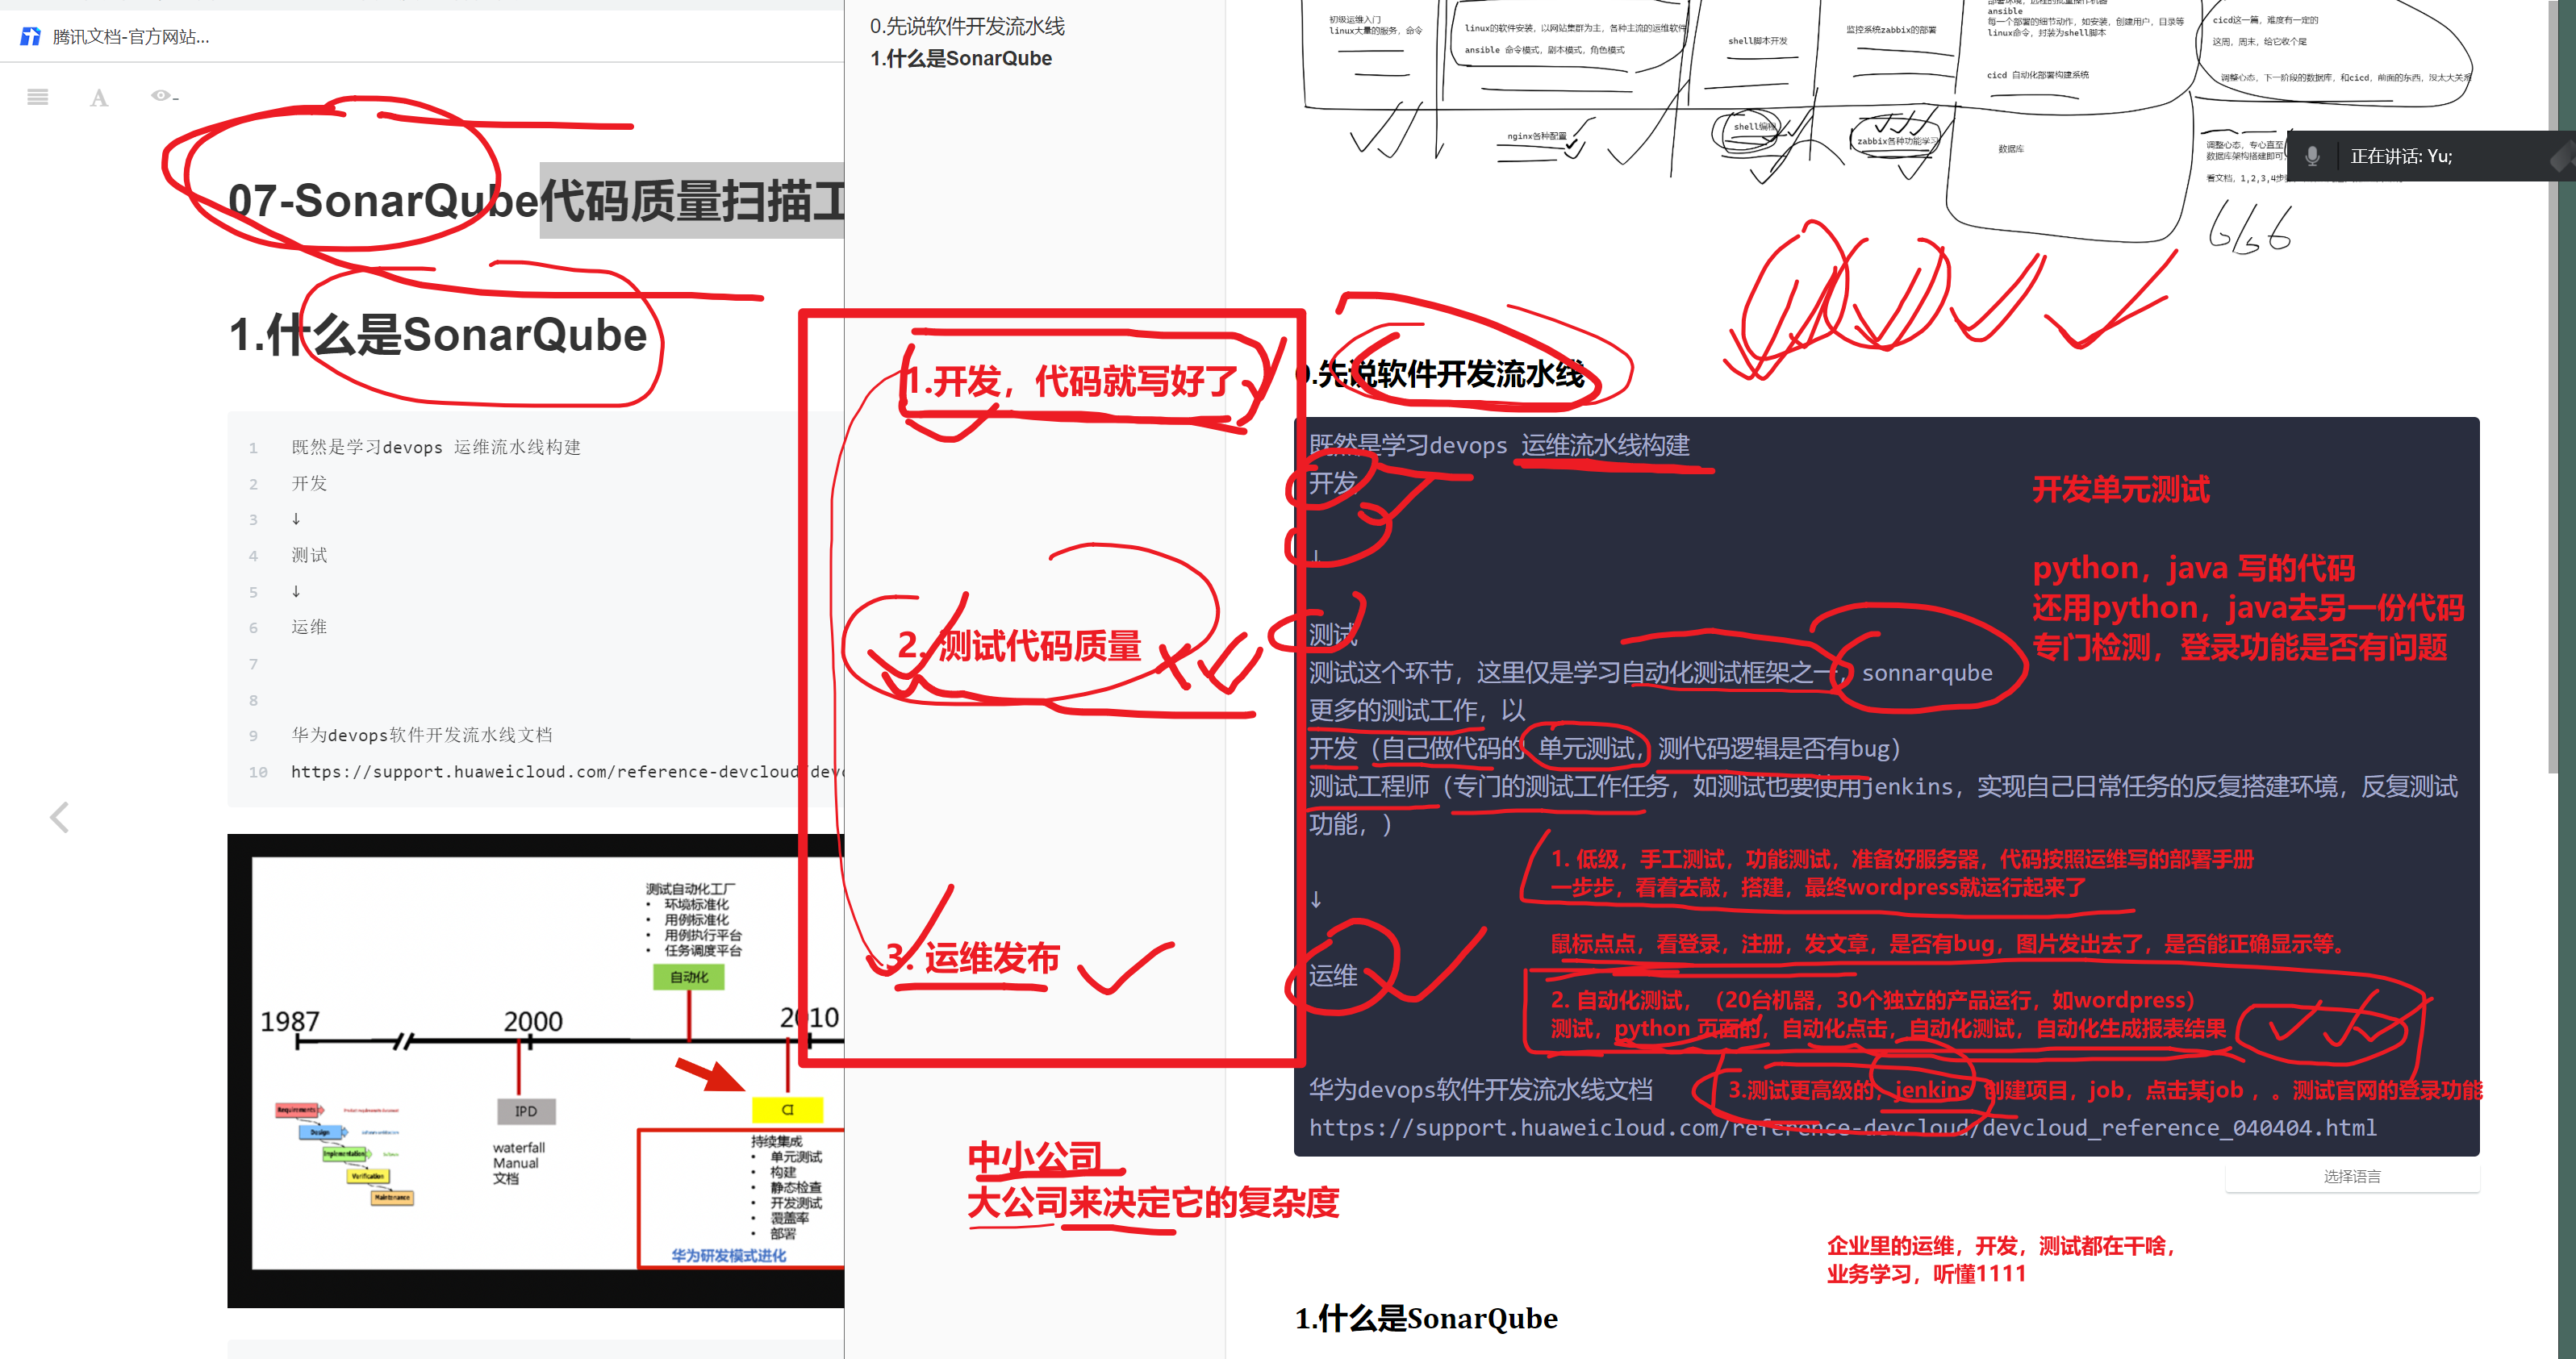 腾讯文档-官方网站...
07-SonarQube代码质量扫描工
1.什么是SonarQube
1 既然是学习devops 运维流水线构建
2 开发
3 ↓
4 测试
5 ↓
6 运维
7
8
9 华为devops软件开发流水线文档
10 https://support.huaweicloud.com/reference-devcloud/devc
测试自动化工厂
• 环境标准化
• 用例标准化
• 用例执行平台
• 任务调度平台
自动化
1987
2000
2010
IPD
CI
waterfall
Manual
文档
Requirements
Design
Implementation
Verification
Maintenance
持续集成
• 单元测试
• 构建
• 静态检查
• 开发测试
• 覆盖率
• 部署
华为研发模式进化
0.先说软件开发流水线
1.什么是SonarQube
1.开发，代码就写好了
2. 测试代码质量
3. 运维发布
中小公司
大公司来决定它的复杂度
初级运维入门
linux大量的服务，命令
linux的软件安装，以网站集群为主，各种主流的运维软件
ansible 命令模式，剧本模式，角色模式
shell脚本开发
监控系统zabbix的部署
ansible
每一个部署的细节动作，如安装，创建用户，目录等
linux命令，封装为shell脚本
cicd 自动化部署构建系统
cicd这一篇，难度有一定的
这周，周末，给它收个尾
调整心态，下一阶段的数据库，和cicd，前面的东西，没太大关系
nginx各种配置
shell编程
zabbix各种功能学习
数据库
调整心态，专心直至
数据库架构搭建即可
看文档，1,2,3,4步
666
正在讲话: Yu;
0.先说软件开发流水线
既然是学习devops 运维流水线构建
开发
↓
测试
测试这个环节，这里仅是学习自动化测试框架之一，sonnarqube
更多的测试工作，以
开发（自己做代码的 单元测试，测代码逻辑是否有bug）
测试工程师（专门的测试工作任务，如测试也要使用jenkins，实现自己日常任务的反复搭建环境，反复测试
功能，）
↓
运维
华为devops软件开发流水线文档
https://support.huaweicloud.com/reference-devcloud/devcloud_reference_040404.html
开发单元测试
python，java 写的代码
还用python，java去另一份代码
专门检测，登录功能是否有问题
1. 低级，手工测试，功能测试，准备好服务器，代码按照运维写的部署手册
一步步，看着去敲，搭建，最终wordpress就运行起来了
鼠标点点，看登录，注册，发文章，是否有bug，图片发出去了，是否能正确显示等。
2. 自动化测试，（20台机器，30个独立的产品运行，如wordpress）
测试，python 页面的，自动化点击，自动化测试，自动化生成报表结果
3.测试更高级的，jenkins 创建项目，job，点击某job ，。测试官网的登录功能
选择语言
企业里的运维，开发，测试都在干啥，
业务学习，听懂1111
1.什么是SonarQube